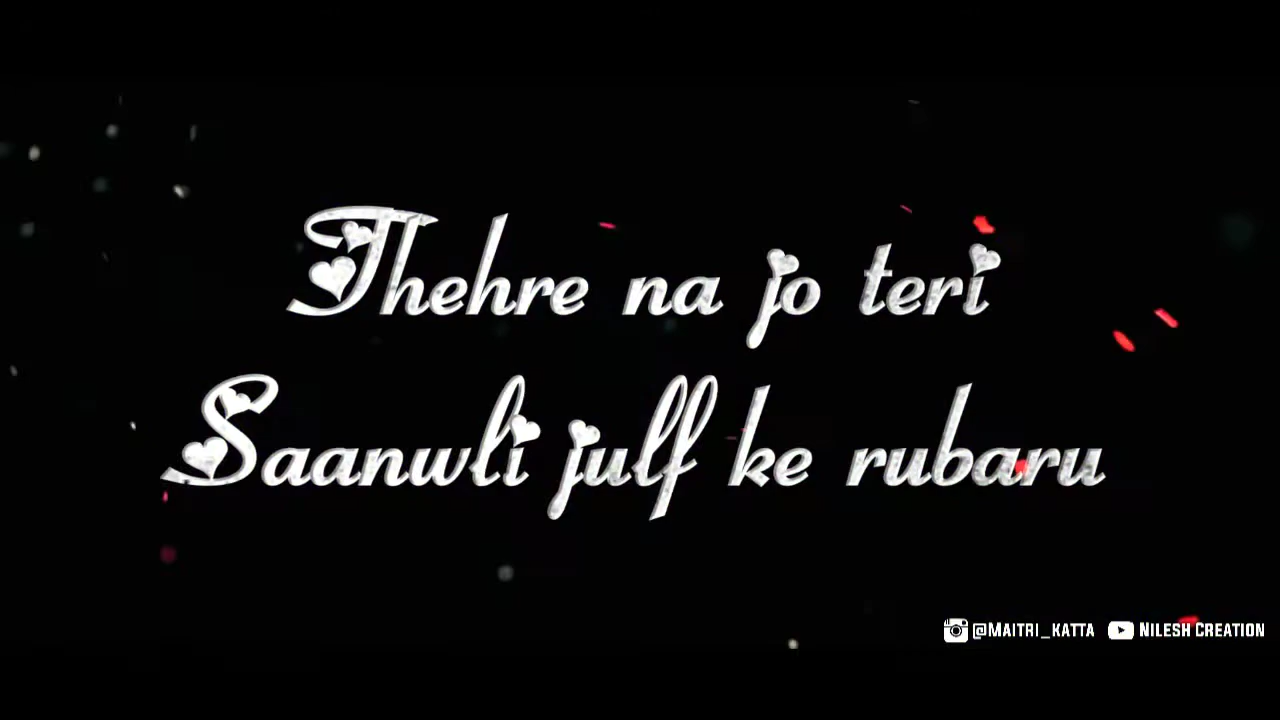 Thehre na jo teri
Saanwli julf ke rubaru
@MAITRI_KATTA NILESH CREATION